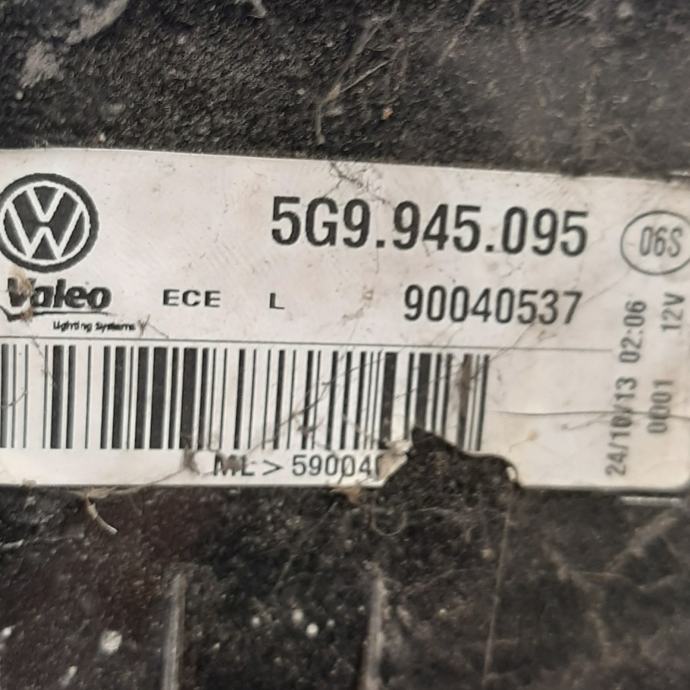 5G9.945.095 06S
Valeo ECE L 90040537
Lighting Systems
24/10/13 02:06
0001 12V
ML > 59004